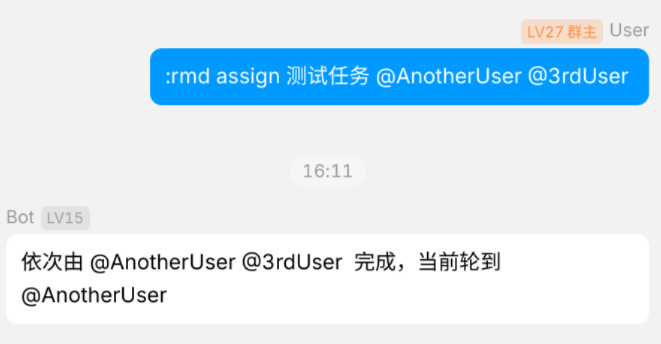 LV27 群主 User
:rmd assign 测试任务 @AnotherUser @3rdUser
16:11
Bot LV15
依次由 @AnotherUser @3rdUser 完成，当前轮到
@AnotherUser